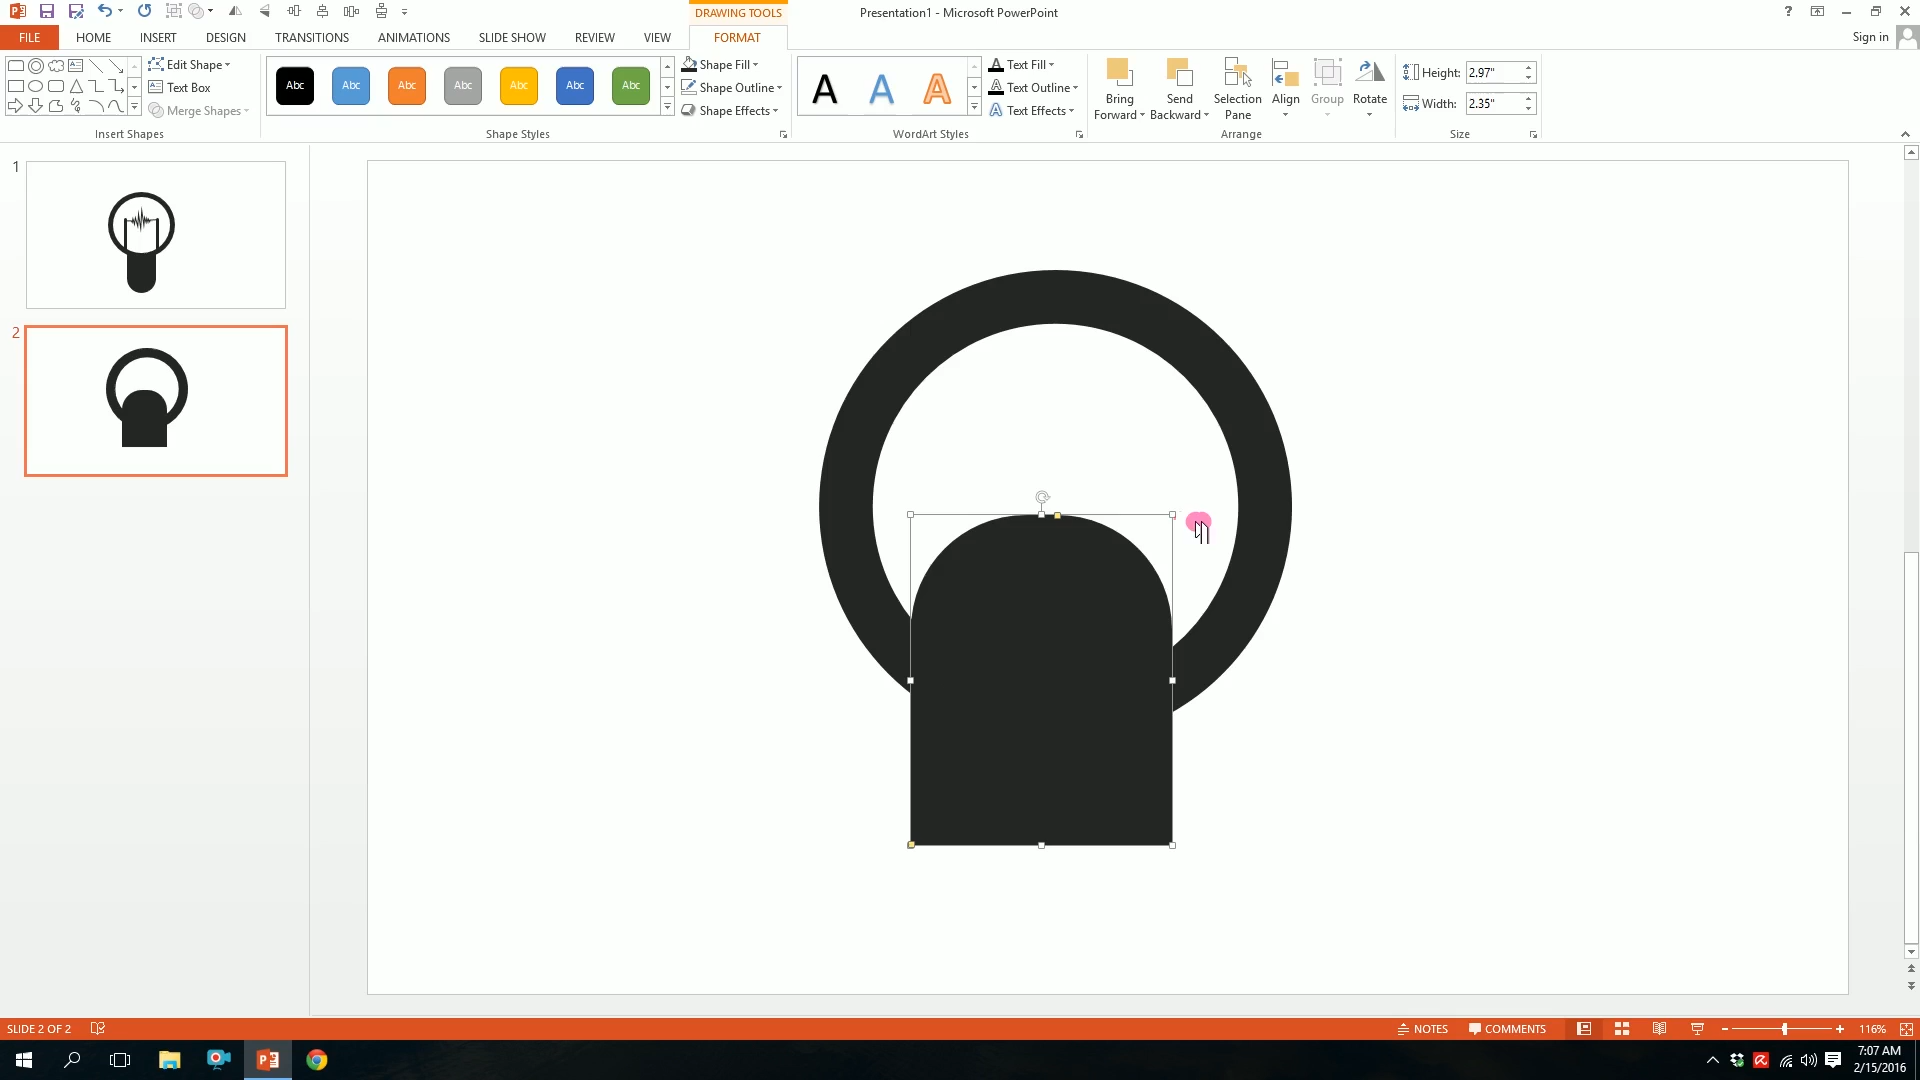 DRAWING TOOLS
Presentation1 - Microsoft PowerPoint
?
FILE HOME INSERT DESIGN TRANSITIONS ANIMATIONS SLIDE SHOW REVIEW VIEW FORMAT
Sign in
Edit Shape
Text Box
Merge Shapes
Insert Shapes
Abc Abc Abc Abc Abc Abc Abc
Shape Styles
Shape Fill
Shape Outline
Shape Effects
A A A
WordArt Styles
Text Fill
Text Outline
Text Effects
Bring
Forward
Send
Backward
Selection
Pane
Align
Group
Rotate
Arrange
Height: 2.97"
Width: 2.35"
Size
1
2
SLIDE 2 OF 2
NOTES
COMMENTS
116%
7:07 AM
2/15/2016